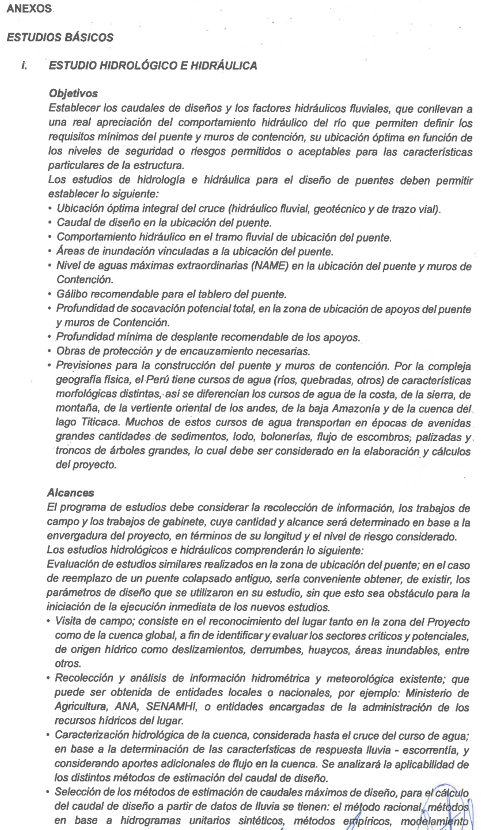 ANEXOS
ESTUDIOS BÁSICOS
i. ESTUDIO HIDROLÓGICO E HIDRÁULICA
Objetivos
Establecer los caudales de diseños y los factores hidráulicos fluviales, que conllevan a
una real apreciación del comportamiento hidráulico del río que permiten definir los
requisitos mínimos del puente y muros de contención, su ubicación óptima en función de
los niveles de seguridad o riesgos permitidos o aceptables para las características
particulares de la estructura.
Los estudios de hidrología e hidráulica para el diseño de puentes deben permitir
establecer lo siguiente:
• Ubicación óptima integral del cruce (hidráulico fluvial, geotécnico y de trazo vial).
• Caudal de diseño en la ubicación del puente.
• Comportamiento hidráulico en el tramo fluvial de ubicación del puente.
• Áreas de inundación vinculadas a la ubicación del puente.
• Nivel de aguas máximas extraordinarias (NAME) en la ubicación del puente y muros de
Contención.
• Gálibo recomendable para el tablero del puente.
• Profundidad de socavación potencial total, en la zona de ubicación de apoyos del puente
y muros de Contención.
• Profundidad mínima de desplante recomendable de los apoyos.
• Obras de protección y de encauzamiento necesarias.
• Previsiones para la construcción del puente y muros de contención. Por la compleja
geografía física, el Perú tiene cursos de agua (ríos, quebradas, otros) de características
morfológicas distintas, así se diferencian los cursos de agua de la costa, de la sierra, de
montaña, de la vertiente oriental de los andes, de la baja Amazonía y de la cuenca del
lago Titicaca. Muchos de estos cursos de agua transportan en épocas de avenidas
grandes cantidades de sedimentos, lodo, bolonerías, flujo de escombros; palizadas y
troncos de árboles grandes, lo cual debe ser considerado en la elaboración y cálculos
del proyecto.
Alcances
El programa de estudios debe considerar la recolección de información, los trabajos de
campo y los trabajos de gabinete, cuya cantidad y alcance será determinado en base a la
envergadura del proyecto, en términos de su longitud y el nivel de riesgo considerado.
Los estudios hidrológicos e hidráulicos comprenderán lo siguiente:
Evaluación de estudios similares realizados en la zona de ubicación del puente; en el caso
de reemplazo de un puente colapsado antiguo, sería conveniente obtener, de existir, los
parámetros de diseño que se utilizaron en su estudio, sin que esto sea obstáculo para la
iniciación de la ejecución inmediata de los nuevos estudios.
• Visita de campo; consiste en el reconocimiento del lugar tanto en la zona del Proyecto
como de la cuenca global, a fin de identificar y evaluar los sectores críticos y potenciales,
de origen hídrico como deslizamientos, derrumbes, huaycos, áreas inundables, entre
otros.
• Recolección y análisis de información hidrométrica y meteorológica existente; que
puede ser obtenida de entidades locales o nacionales, por ejemplo: Ministerio de
Agricultura, ANA, SENAMHI, o entidades encargadas de la administración de los
recursos hídricos del lugar.
• Caracterización hidrológica de la cuenca, considerada hasta el cruce del curso de agua;
en base a la determinación de las características de respuesta lluvia - escorrentía, y
considerando aportes adicionales de flujo en la cuenca. Se analizará la aplicabilidad de
los distintos métodos de estimación del caudal de diseño.
• Selección de los métodos de estimación de caudales máximos de diseño, para el cálculo
del caudal de diseño a partir de datos de lluvia se tienen: el método racional, métodos
en base a hidrogramas unitarios sintéticos, métodos empíricos, modelamiento